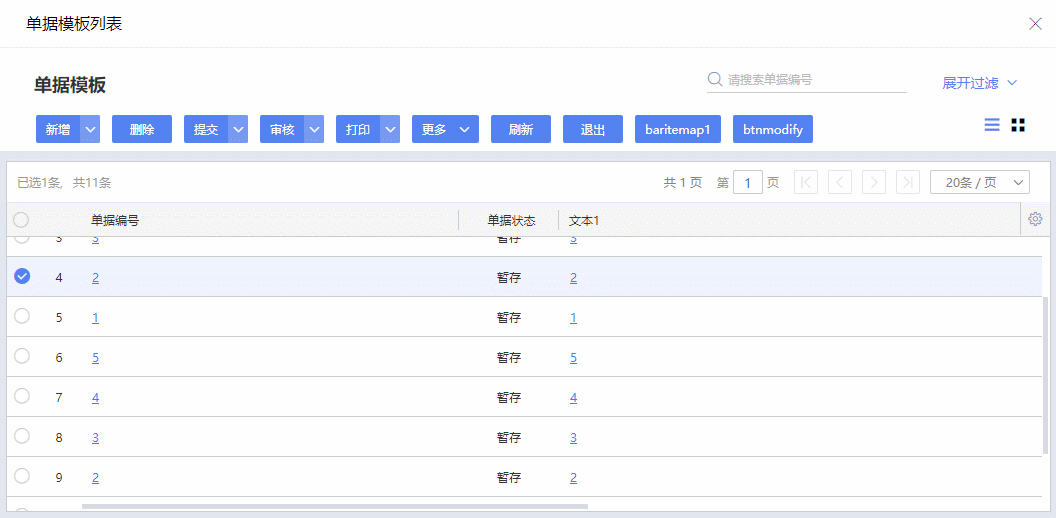 单据模板列表
单据模板
请搜索单据编号
展开过滤
新增 删除 提交 审核 打印 更多 刷新 退出 baritemap1 btnmodify
已选1条, 共11条 共 1 页 第 1 页 20条 / 页
单据编号 单据状态 文本1
3 3 暂存 3
4 2 暂存 2
5 1 暂存 1
6 5 暂存 5
7 4 暂存 4
8 3 暂存 3
9 2 暂存 2